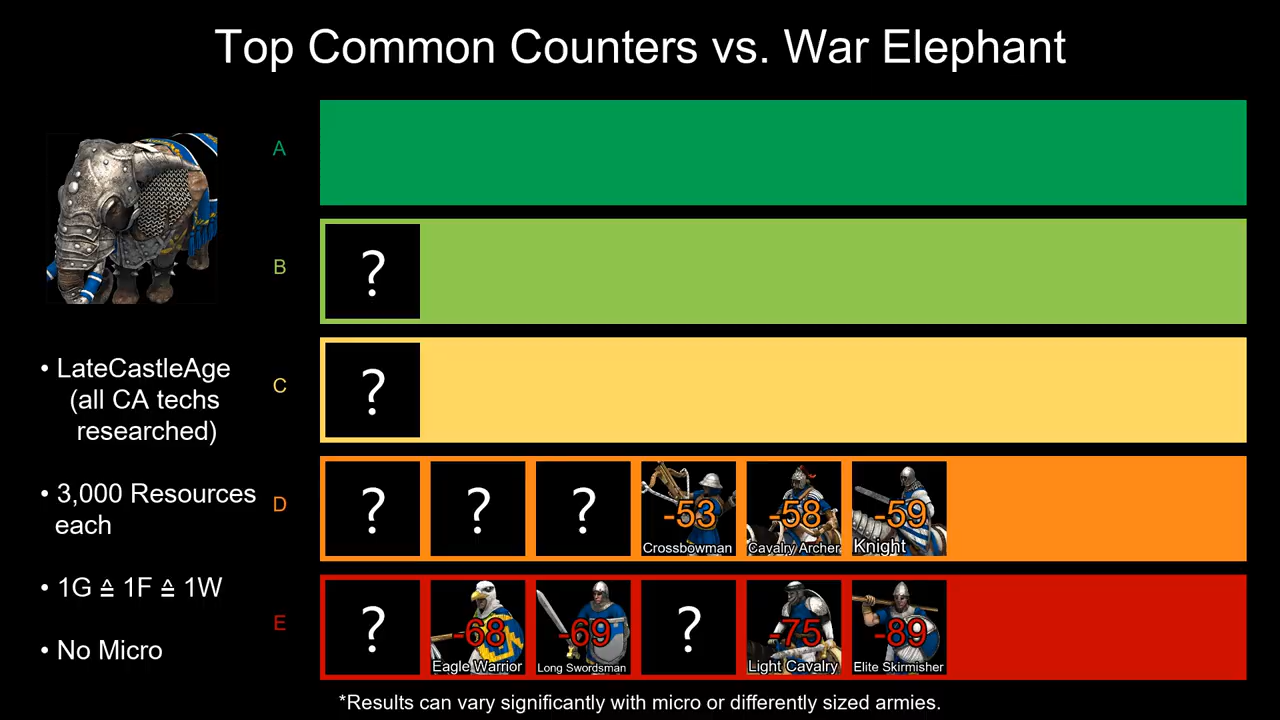 Top Common Counters vs. War Elephant
A
B
?
• LateCastleAge
(all CA techs
researched)
C
?
• 3,000 Resources
each
D
? ? ? -53 -58 -59
Crossbowman Cavalry Archer Knight
• 1G ≙ 1F ≙ 1W
E
? -68 -69 ? -75 -89
Eagle Warrior Long Swordsman Light Cavalry Elite Skirmisher
• No Micro
*Results can vary significantly with micro or differently sized armies.